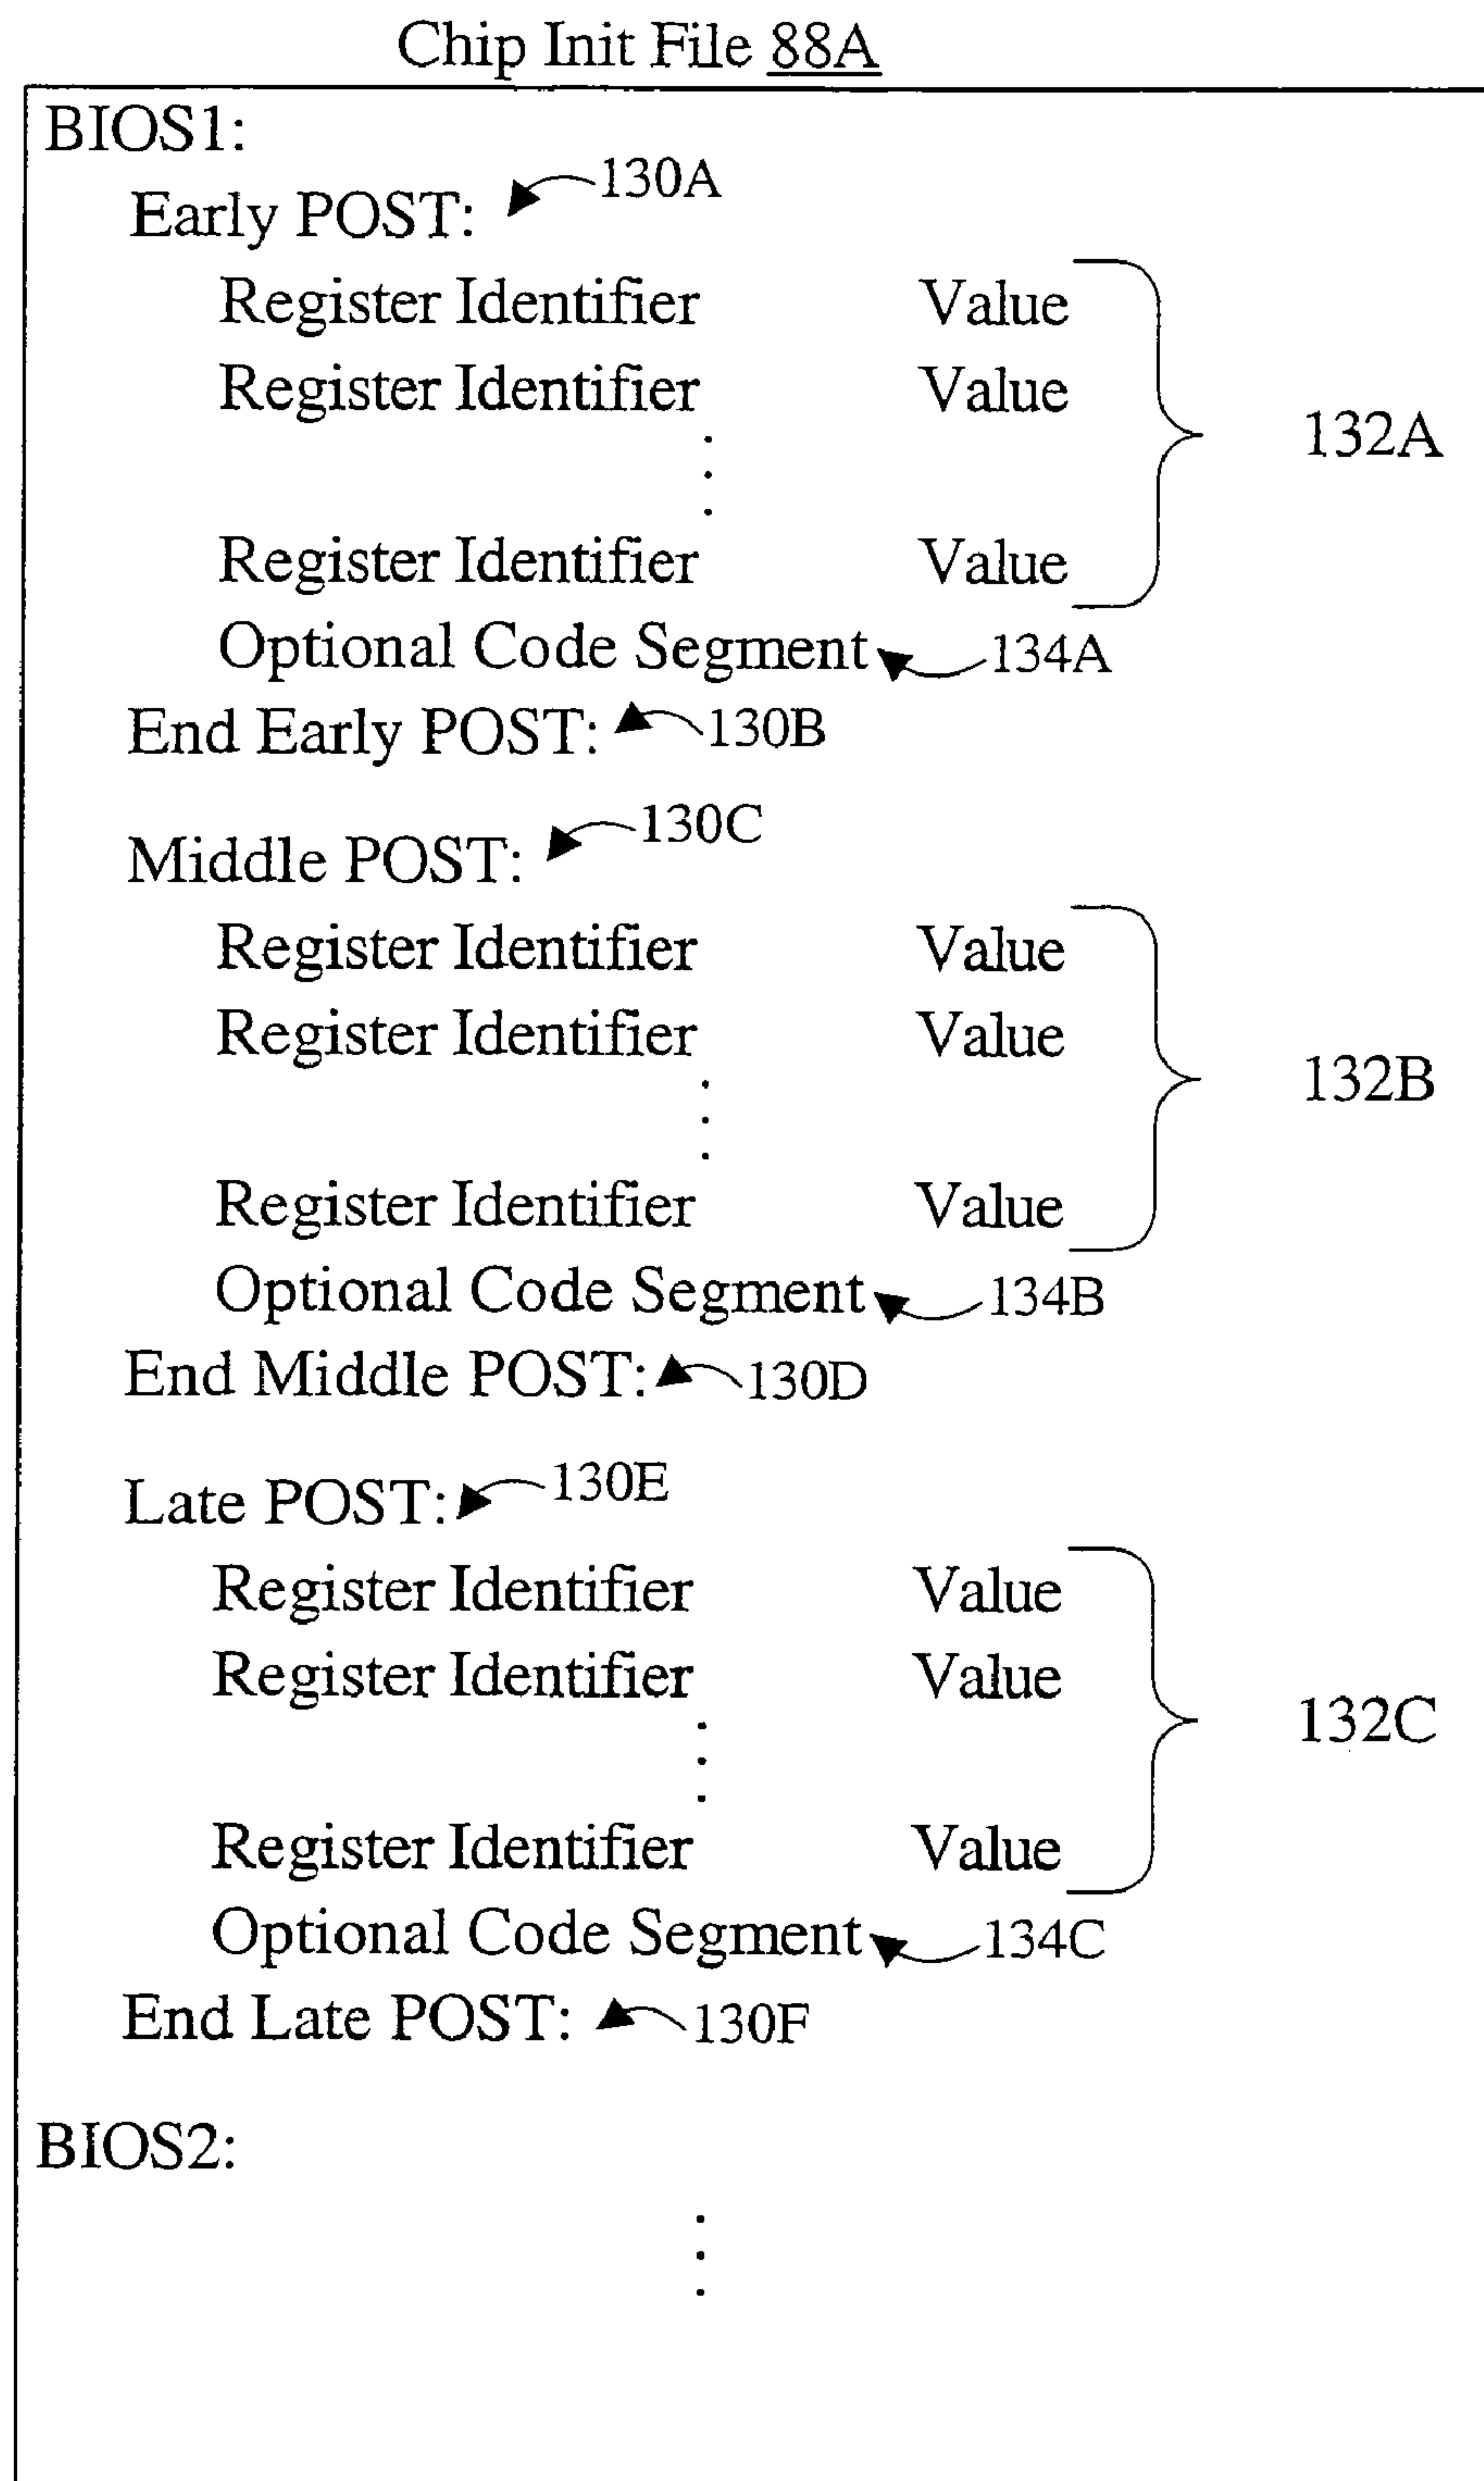 Chip Init File 88A
BIOS1:
Early POST: 130A
Register Identifier Value
Register Identifier Value
132A
Register Identifier Value
Optional Code Segment 134A
End Early POST: 130B
Middle POST: 130C
Register Identifier Value
Register Identifier Value
132B
Register Identifier Value
Optional Code Segment 134B
End Middle POST: 130D
Late POST: 130E
Register Identifier Value
Register Identifier Value
132C
Register Identifier Value
Optional Code Segment 134C
End Late POST: 130F
BIOS2: